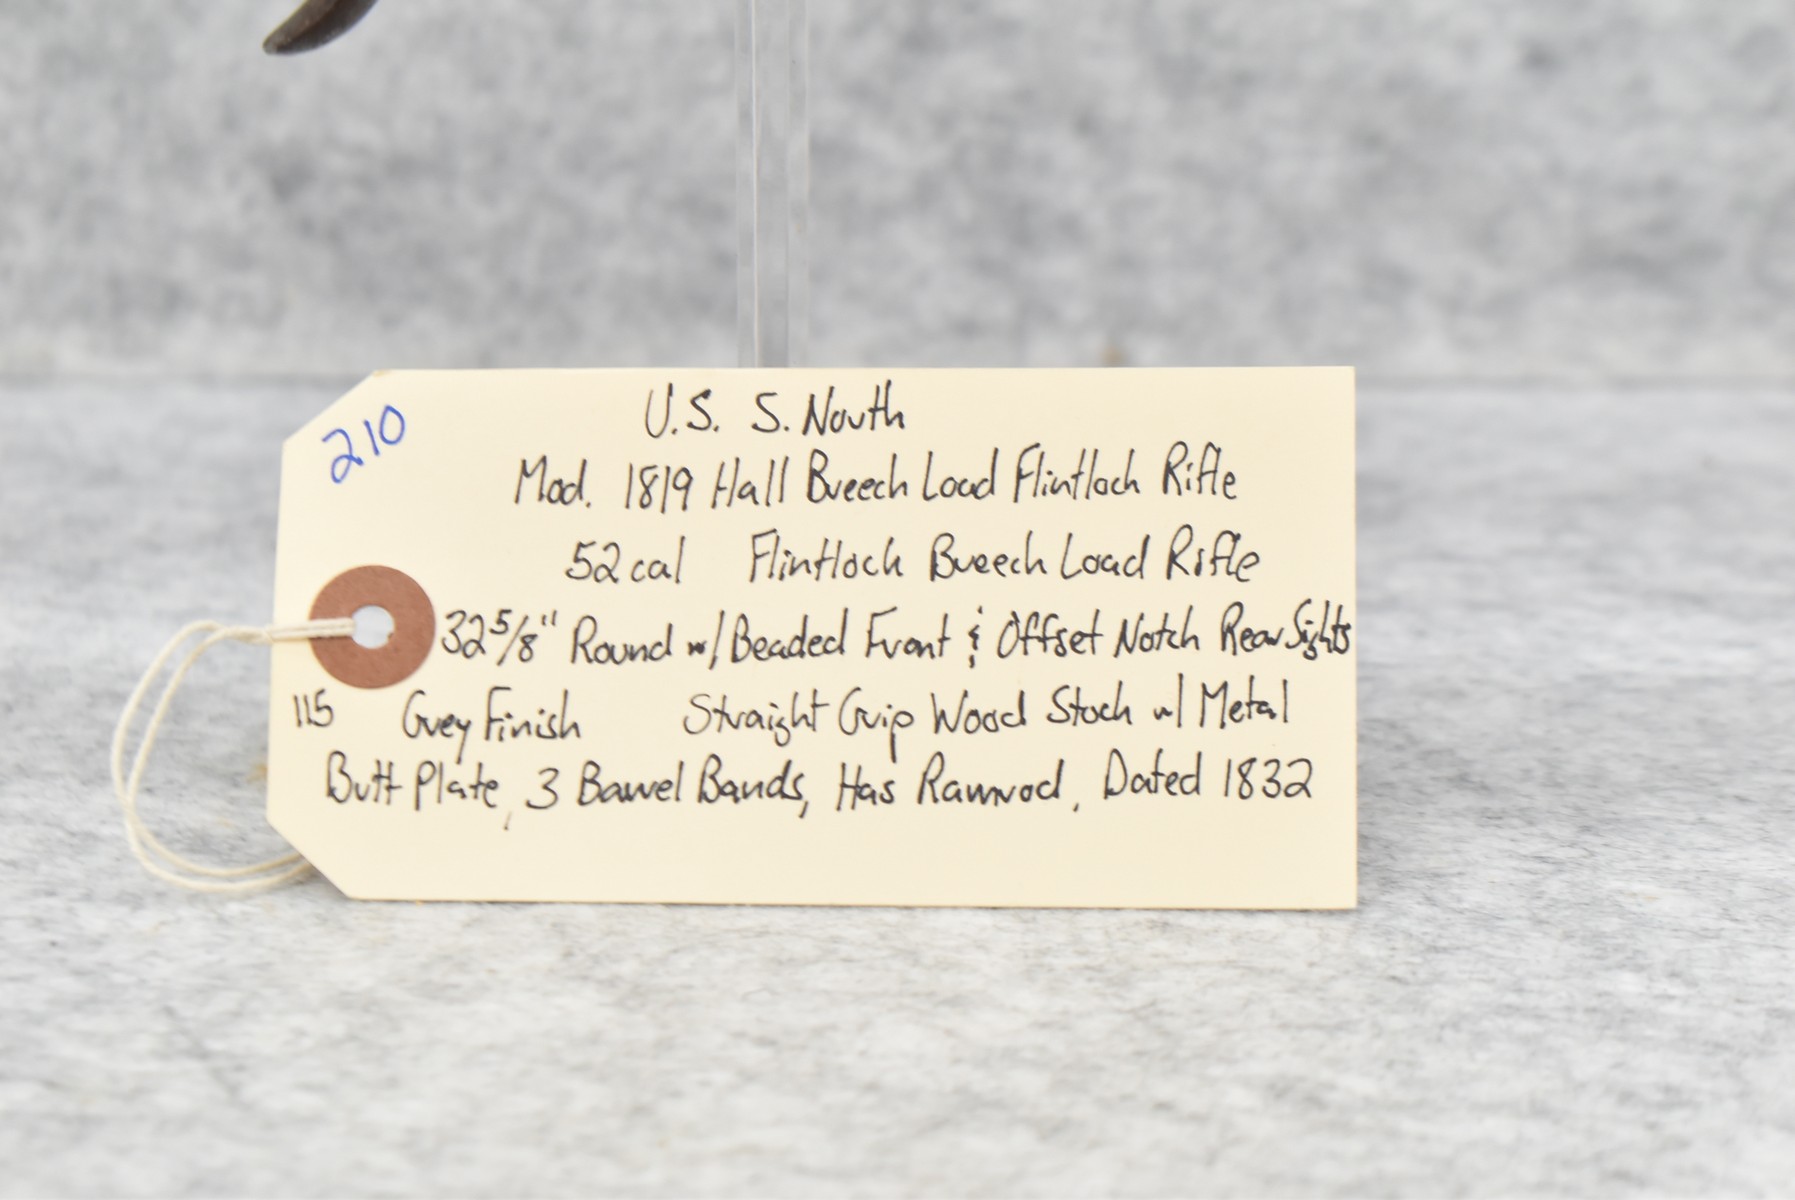 210
U.S. S. North
Mod. 1819 Hall Breech Load Flintlock Rifle
52 cal Flintlock Breech Load Rifle
32 5/8" Round w/ Beaded Front & Offset Notch Rear Sights
115 Grey Finish Straight Grip Wood Stock w/ Metal
Butt Plate, 3 Barrel Bands, Has Ramrod, Dated 1832